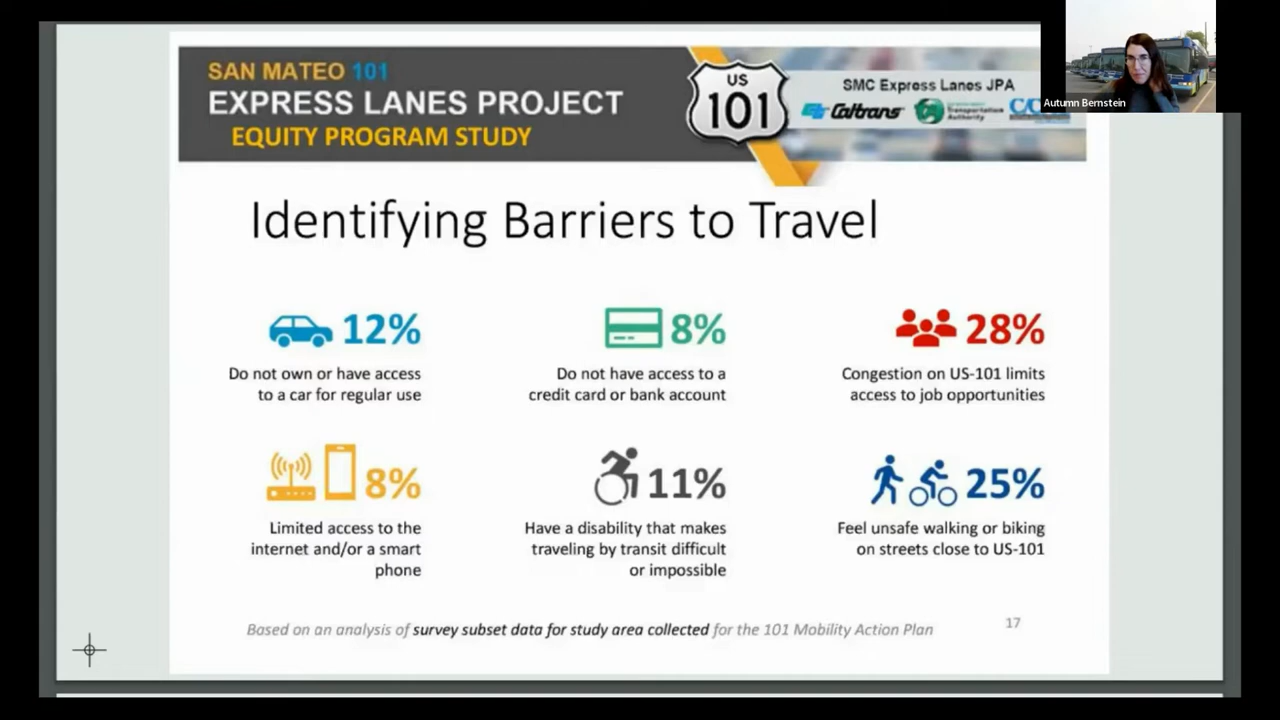 SAN MATEO 101
EXPRESS LANES PROJECT
EQUITY PROGRAM STUDY
US
101
SMC Express Lanes JPA
Caltrans
Transportation
Authority
Autumn Bernstein
Identifying Barriers to Travel
12%
Do not own or have access
to a car for regular use
8%
Do not have access to a
credit card or bank account
28%
Congestion on US-101 limits
access to job opportunities
8%
Limited access to the
internet and/or a smart
phone
11%
Have a disability that makes
traveling by transit difficult
or impossible
25%
Feel unsafe walking or biking
on streets close to US-101
Based on an analysis of survey subset data for study area collected for the 101 Mobility Action Plan
17